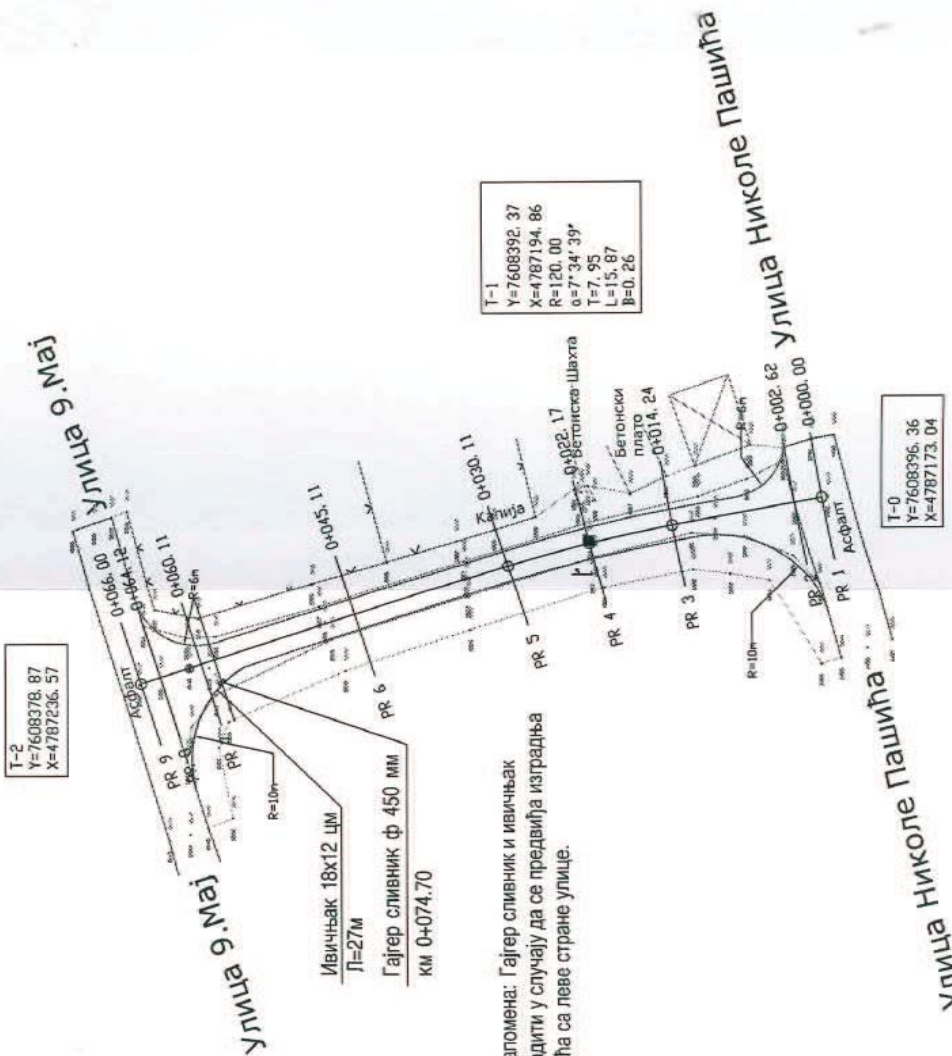 T-2
Y=7608378.87
X=4787236.57
Улица 9.Мај
Улица 9.Мај
Асфалт
0+066.00
0+064.12
0+060.11
R=6m
PR 9
PR
R=10m
Ивичњак 18x12 цм
Л=27м
Гајгер сливник ф 450 мм
км 0+074.70
0+045.11
PR 6
0+030.11
PR 5
Капија
T-1
Y=7608392.37
X=4787194.86
R=120.00
α=7°34'39"
T=7.95
L=15.87
B=0.26
Бетонска-Шахта
0+022.17
PR 4
Бетонски
плато
0+014.24
PR 3
R=6m
R=10m
0+002.62
0+000.00
PR 2
PR 1
Асфалт
Улица Николе Пашића
Улица Николе Пашића
T-0
Y=7608396.36
X=4787173.04
Гајгер сливник и ивичњак
у случају да се предвиђа изградња
са леве стране улице.